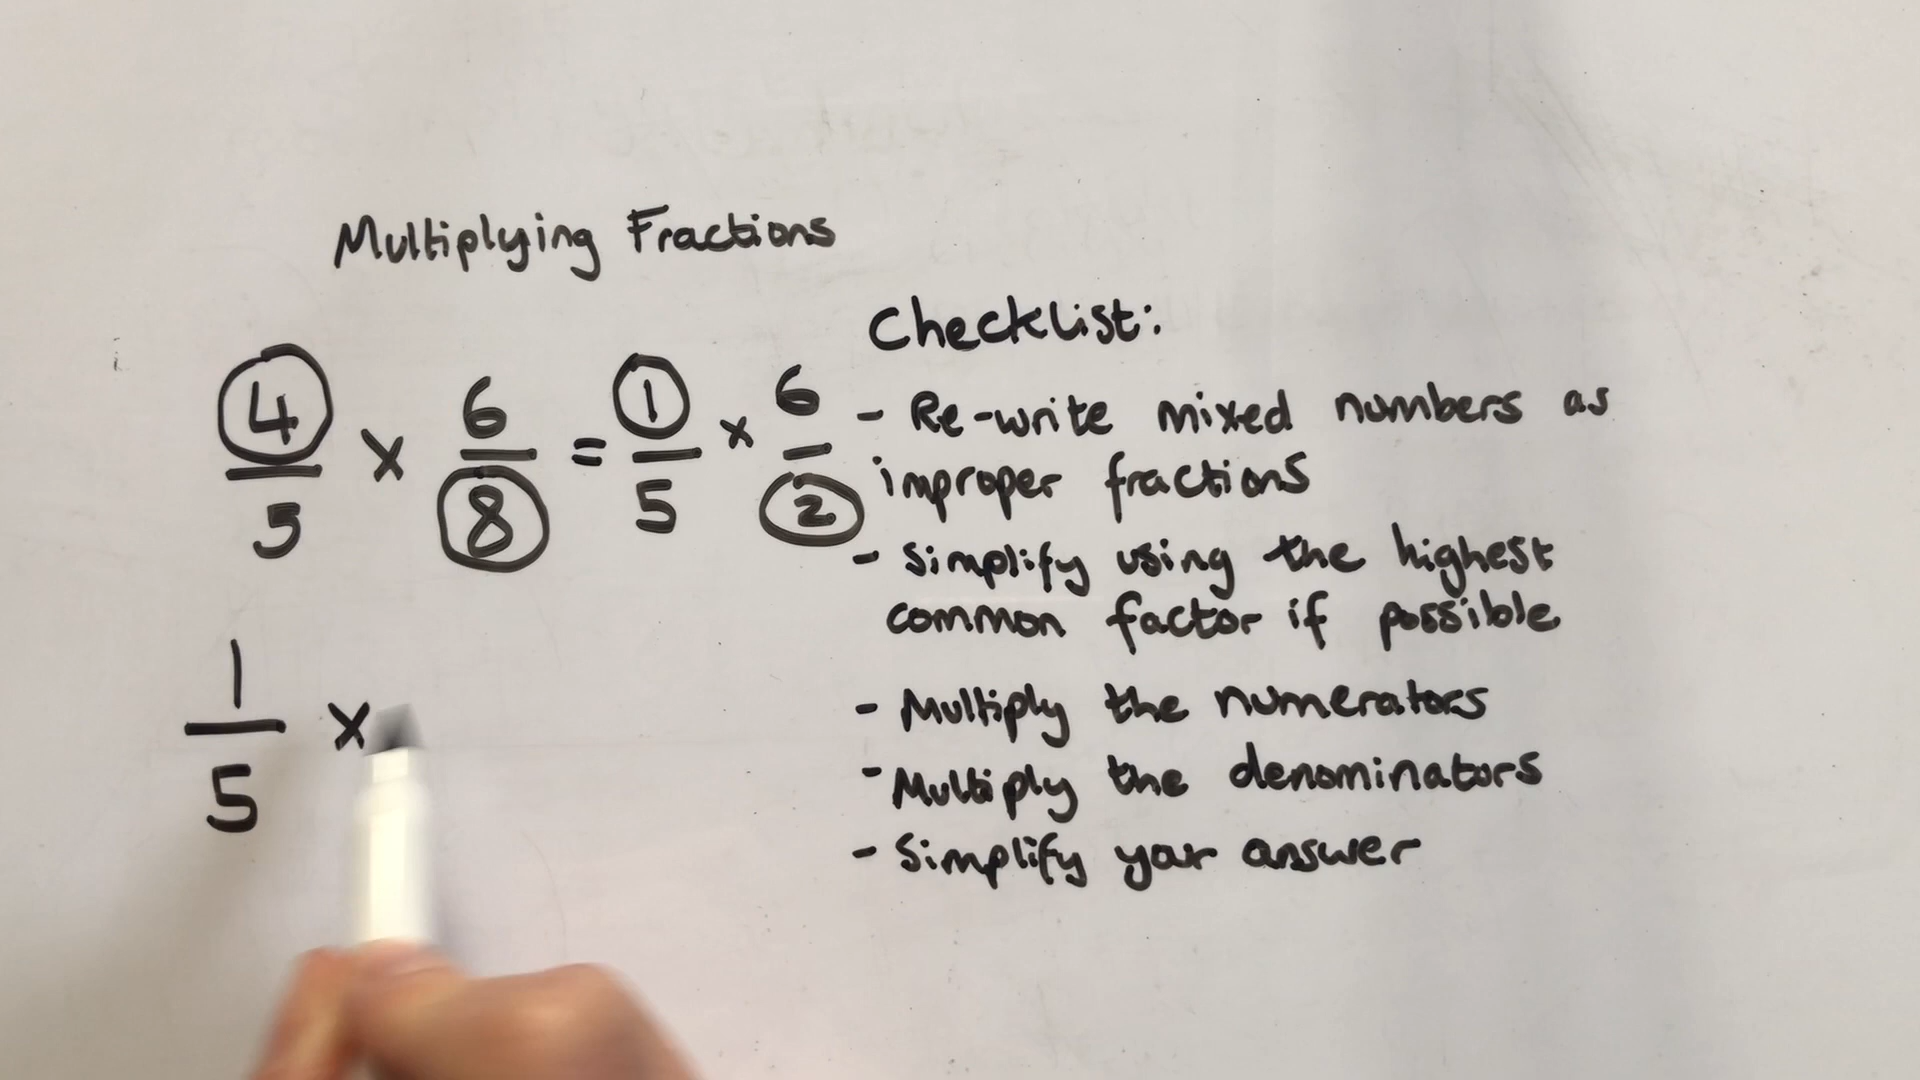 Multiplying Fractions
4/5 × 6/8 = 1/5 × 6/2
1/5 ×
Checklist:
- Re-write mixed numbers as
improper fractions
- Simplify using the highest
common factor if possible
- Multiply the numerators
- Multiply the denominators
- Simplify your answer